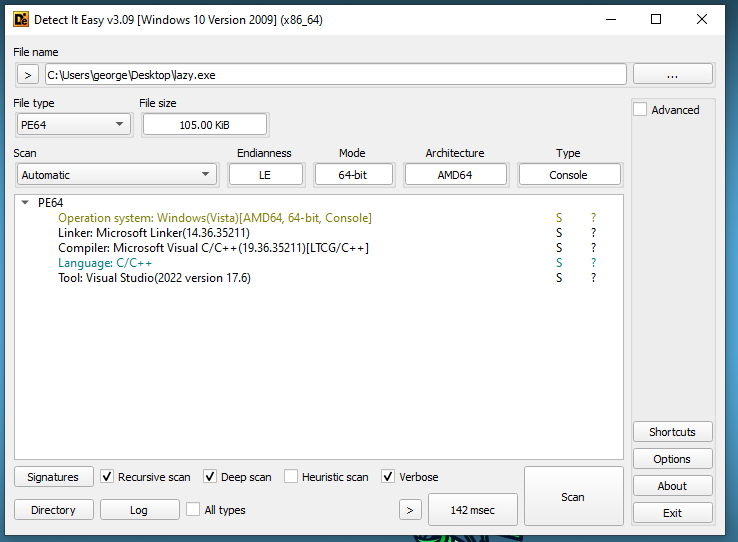 Detect It Easy v3.09 [Windows 10 Version 2009] (x86_64)
File name
> C:\Users\george\Desktop\lazy.exe ...
File type File size
PE64 105.00 KiB
Advanced
Scan Endianness Mode Architecture Type
Automatic LE 64-bit AMD64 Console
PE64
Operation system: Windows(Vista)[AMD64, 64-bit, Console] S ?
Linker: Microsoft Linker(14.36.35211) S ?
Compiler: Microsoft Visual C/C++(19.36.35211)[LTCG/C++] S ?
Language: C/C++ S ?
Tool: Visual Studio(2022 version 17.6) S ?
Shortcuts
Options
About
Exit
Signatures Recursive scan Deep scan Heuristic scan Verbose
Directory Log All types > 142 msec Scan